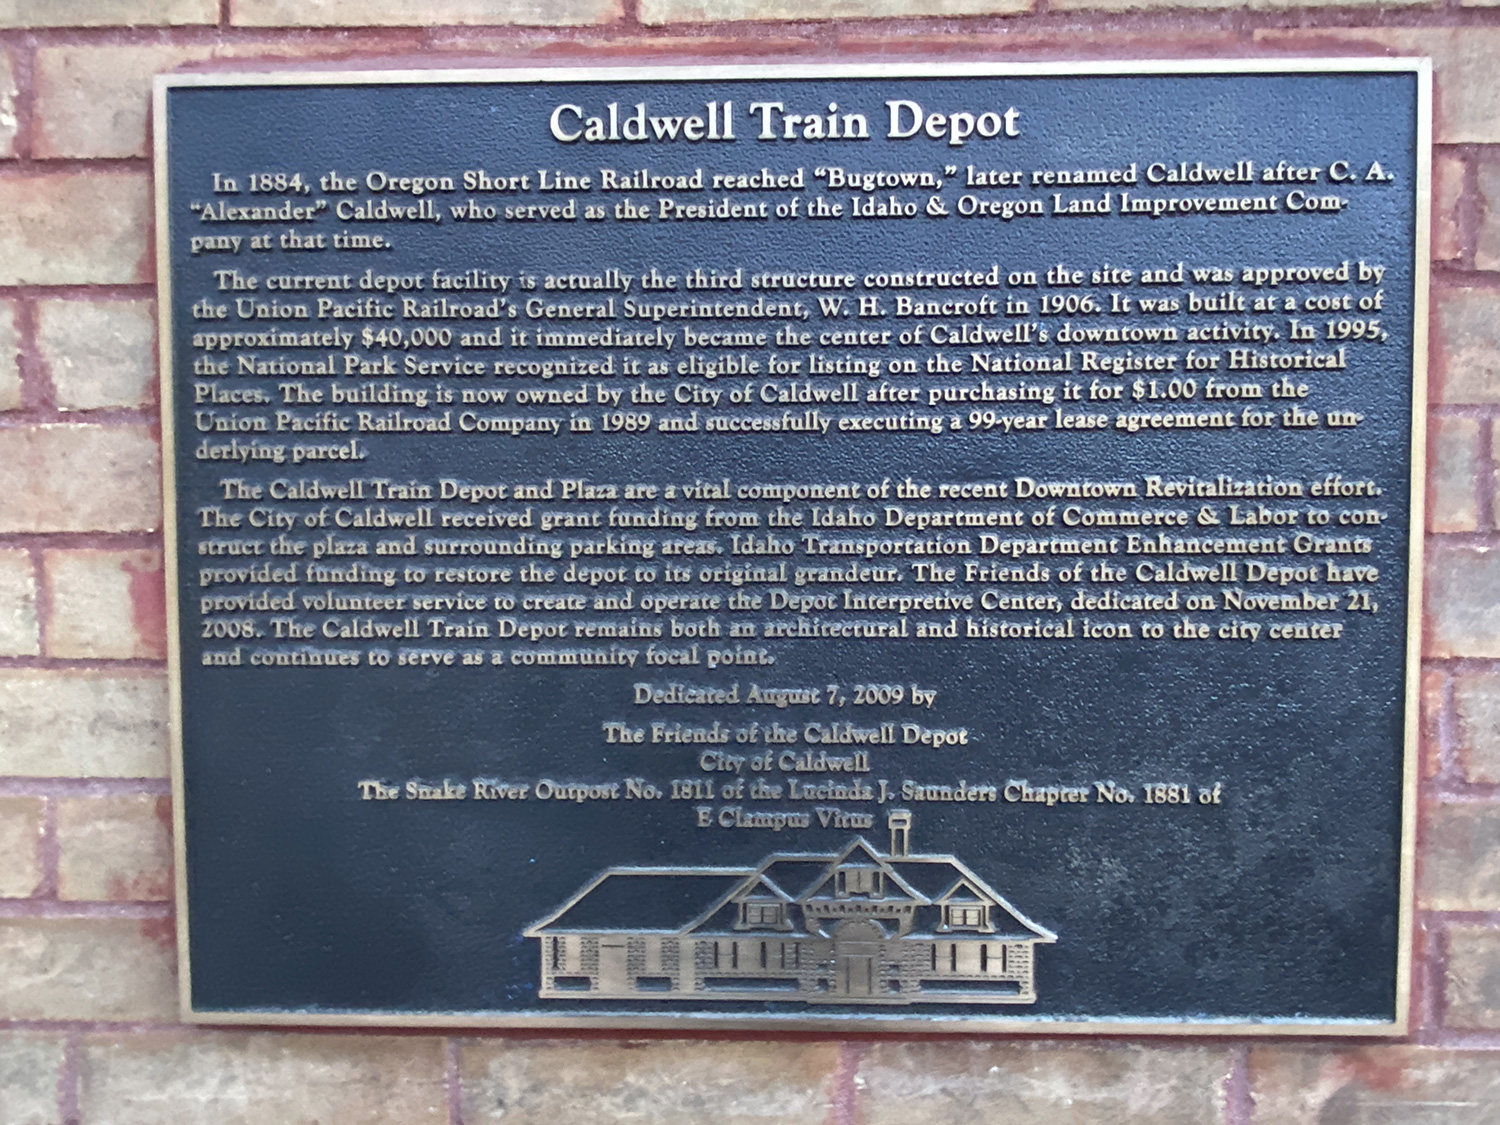 Caldwell Train Depot
In 1884, the Oregon Short Line Railroad reached “Bugtown,” later renamed Caldwell after C. A.
“Alexander” Caldwell, who served as the President of the Idaho & Oregon Land Improvement Com-
pany at that time.
The current depot facility is actually the third structure constructed on the site and was approved by
the Union Pacific Railroad's General Superintendent, W. H. Bancroft in 1906. It was built at a cost of
approximately $40,000 and it immediately became the center of Caldwell's downtown activity. In 1995,
the National Park Service recognized it as eligible for listing on the National Register for Historical
Places. The building is now owned by the City of Caldwell after purchasing it for $1.00 from the
Union Pacific Railroad Company in 1989 and successfully executing a 99-year lease agreement for the un-
derlying parcel.
The Caldwell Train Depot and Plaza are a vital component of the recent Downtown Revitalization effort.
The City of Caldwell received grant funding from the Idaho Department of Commerce & Labor to con-
struct the plaza and surrounding parking areas. Idaho Transportation Department Enhancement Grants
provided funding to restore the depot to its original grandeur. The Friends of the Caldwell Depot have
provided volunteer service to create and operate the Depot Interpretive Center, dedicated on November 21,
2008. The Caldwell Train Depot remains both an architectural and historical icon to the city center
and continues to serve as a community focal point.
Dedicated August 7, 2009 by
The Friends of the Caldwell Depot
City of Caldwell
The Snake River Outpost No. 1811 of the Lucinda J. Saunders Chapter No. 1881 of
E Clampus Vitus